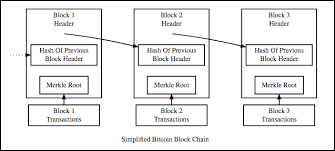 Block 1
Header
Hash Of Previous
Block Header
Merkle Root
Block 1
Transactions
Block 2
Header
Hash Of Previous
Block Header
Merkle Root
Block 2
Transactions
Block 3
Header
Hash Of Previous
Block Header
Merkle Root
Block 3
Transactions
Simplified Bitcoin Block Chain